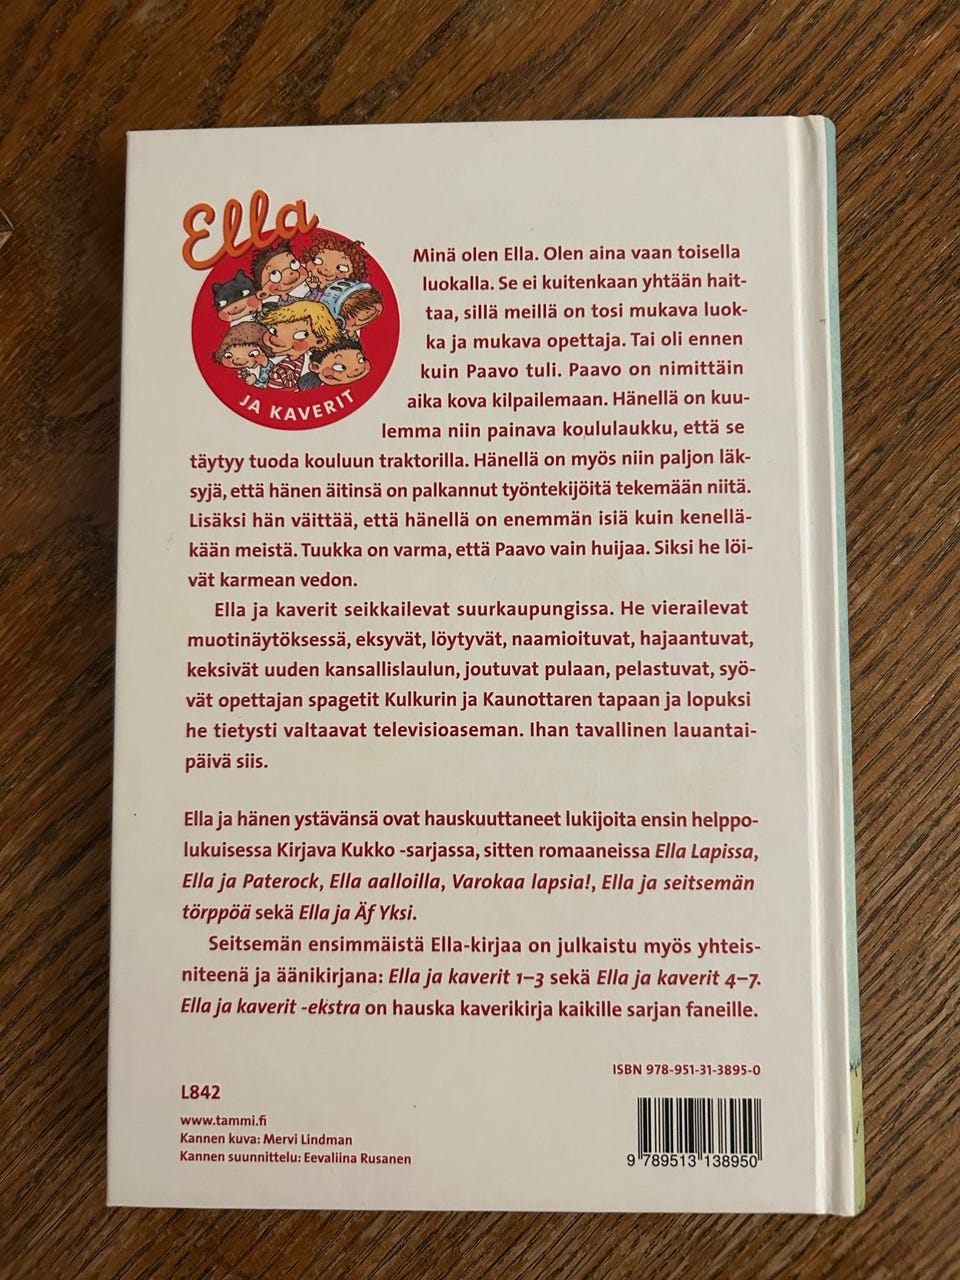 Ella
JA KAVERIT
Minä olen Ella. Olen aina vaan toisella
luokalla. Se ei kuitenkaan yhtään hait-
taa, sillä meillä on tosi mukava luok-
ka ja mukava opettaja. Tai oli ennen
kuin Paavo tuli. Paavo on nimittäin
aika kova kilpailemaan. Hänellä on kuu-
lemma niin painava koululaukku, että se
täytyy tuoda kouluun traktorilla. Hänellä on myös niin paljon läk-
syjä, että hänen äitinsä on palkannut työntekijöitä tekemään niitä.
Lisäksi hän väittää, että hänellä on enemmän isiä kuin kenellä-
kään meistä. Tuukka on varma, että Paavo vain huijaa. Siksi he löi-
vät karmean vedon.
Ella ja kaverit seikkailevat suurkaupungissa. He vierailevat
muotinäytöksessä, eksyvät, löytyvät, naamioituvat, hajaantuvat,
keksivät uuden kansallislaulun, joutuvat pulaan, pelastuvat, syö-
vät opettajan spagetit Kulkurin ja Kaunottaren tapaan ja lopuksi
he tietysti valtaavat televisioaseman. Ihan tavallinen lauantai-
päivä siis.
Ella ja hänen ystävänsä ovat hauskuuttaneet lukijoita ensin helppo-
lukuisessa Kirjava Kukko -sarjassa, sitten romaaneissa Ella Lapissa,
Ella ja Paterock, Ella aalloilla, Varokaa lapsia!, Ella ja seitsemän
törppöä sekä Ella ja Äf Yksi.
Seitsemän ensimmäistä Ella-kirjaa on julkaistu myös yhteis-
niteenä ja äänikirjana: Ella ja kaverit 1–3 sekä Ella ja kaverit 4–7.
Ella ja kaverit -ekstra on hauska kaverikirja kaikille sarjan faneille.
ISBN 978-951-31-3895-0
L842
www.tammi.fi
Kannen kuva: Mervi Lindman
Kannen suunnittelu: Eevaliina Rusanen
9 789513 138950